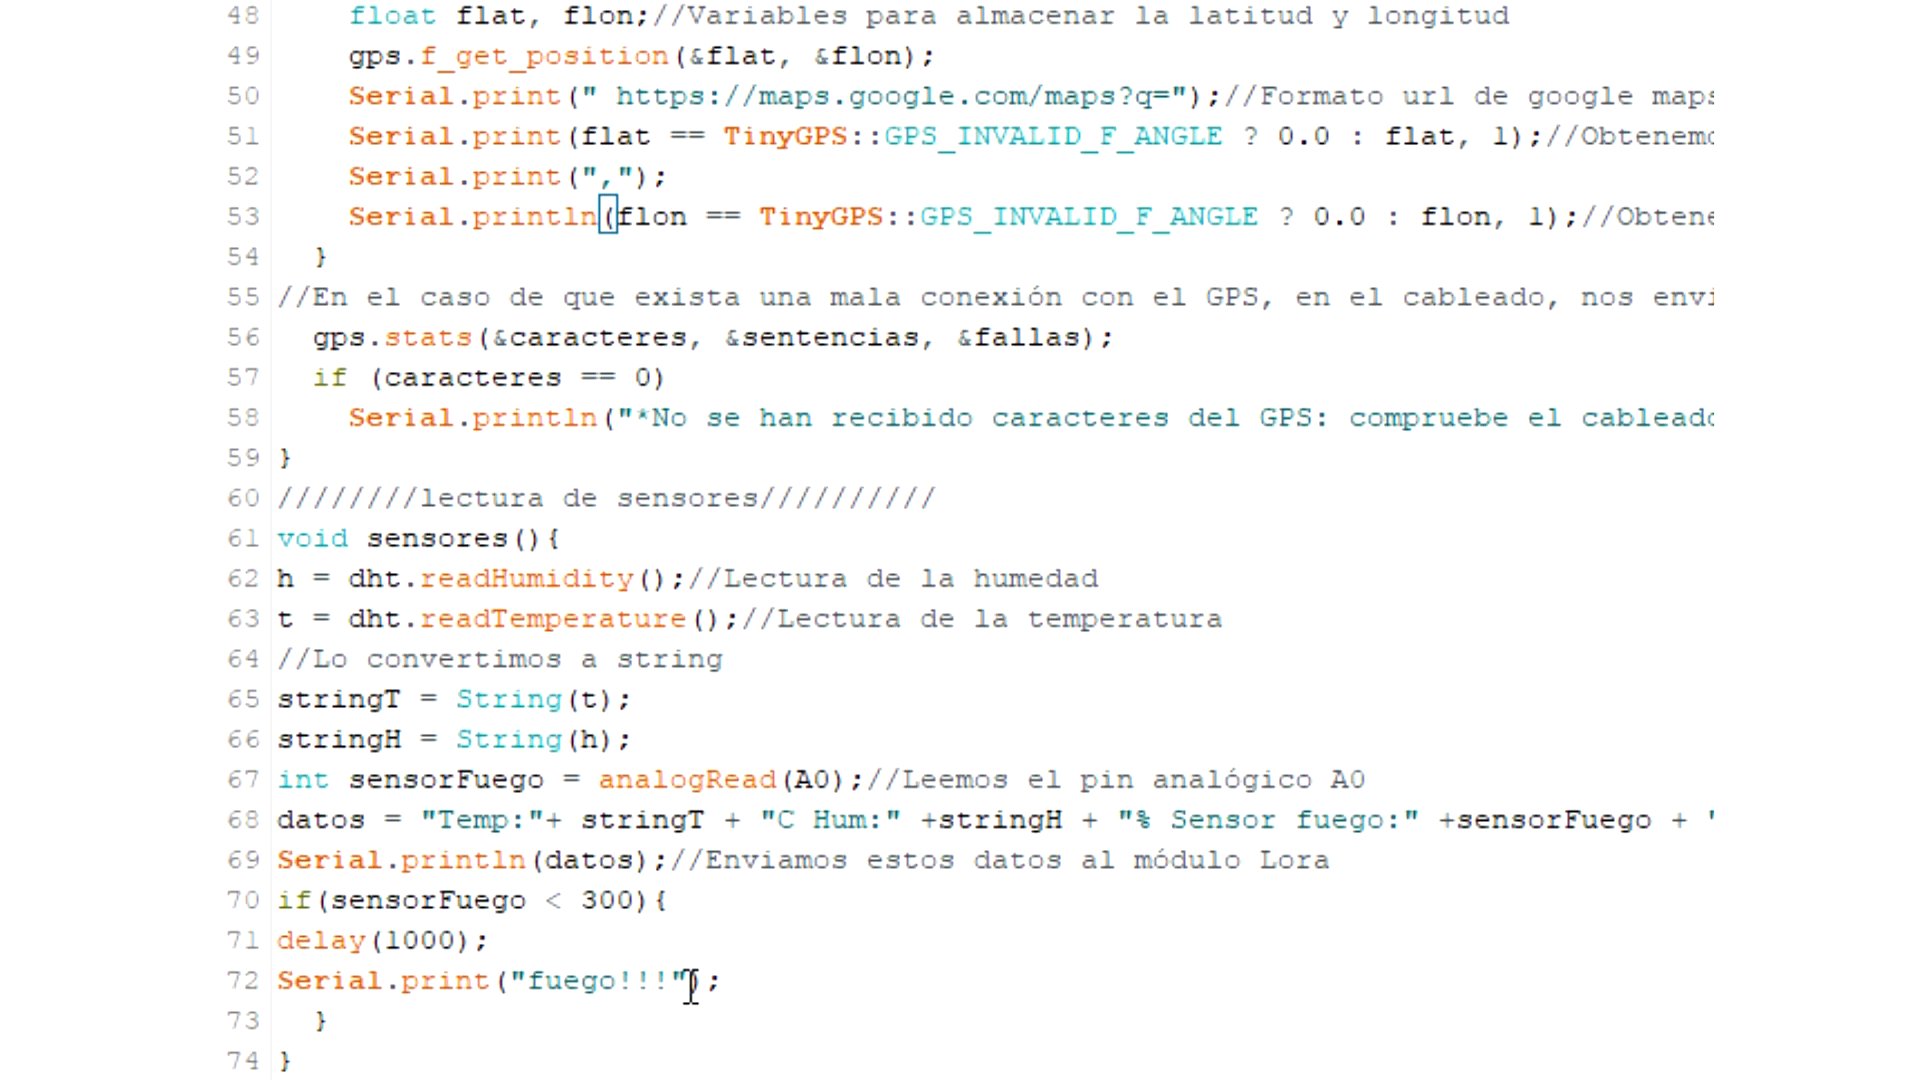 48 float flat, flon;//Variables para almacenar la latitud y longitud
49 gps.f_get_position(&flat, &flon);
50 Serial.print(" https://maps.google.com/maps?q=");//Formato url de google maps
51 Serial.print(flat == TinyGPS::GPS_INVALID_F_ANGLE ? 0.0 : flat, 1);//Obtenemo
52 Serial.print(",");
53 Serial.println(flon == TinyGPS::GPS_INVALID_F_ANGLE ? 0.0 : flon, 1);//Obtene
54 }
55 //En el caso de que exista una mala conexión con el GPS, en el cableado, nos envi
56 gps.stats(&caracteres, &sentencias, &fallas);
57 if (caracteres == 0)
58 Serial.println("*No se han recibido caracteres del GPS: compruebe el cableado
59 }
60 ////////lectura de sensores//////////
61 void sensores(){
62 h = dht.readHumidity();//Lectura de la humedad
63 t = dht.readTemperature();//Lectura de la temperatura
64 //Lo convertimos a string
65 stringT = String(t);
66 stringH = String(h);
67 int sensorFuego = analogRead(A0);//Leemos el pin analógico A0
68 datos = "Temp:"+ stringT + "C Hum:" +stringH + "% Sensor fuego:" +sensorFuego + "
69 Serial.println(datos);//Enviamos estos datos al módulo Lora
70 if(sensorFuego < 300){
71 delay(1000);
72 Serial.print("fuego!!!");
73 }
74 }